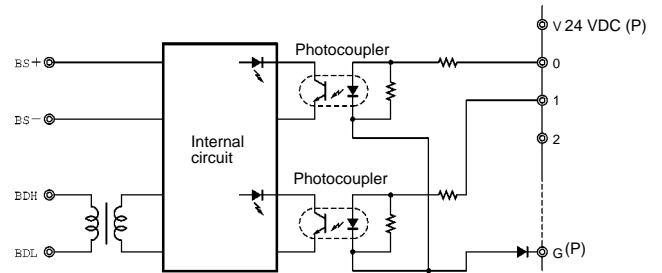 V 24 VDC (P)
Photocoupler
BS+
0
1
BS−
2
Internal
circuit
Photocoupler
BDH
BDL
G (P)